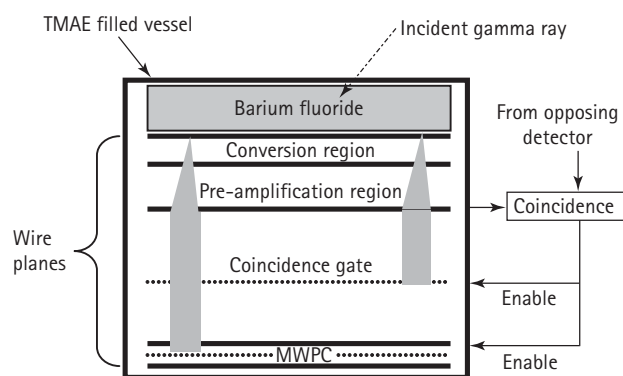 TMAE filled vessel
Incident gamma ray
Barium fluoride
From opposing
detector
Conversion region
Pre-amplification region
Coincidence
Wire
planes
Coincidence gate
Enable
MWPC
Enable